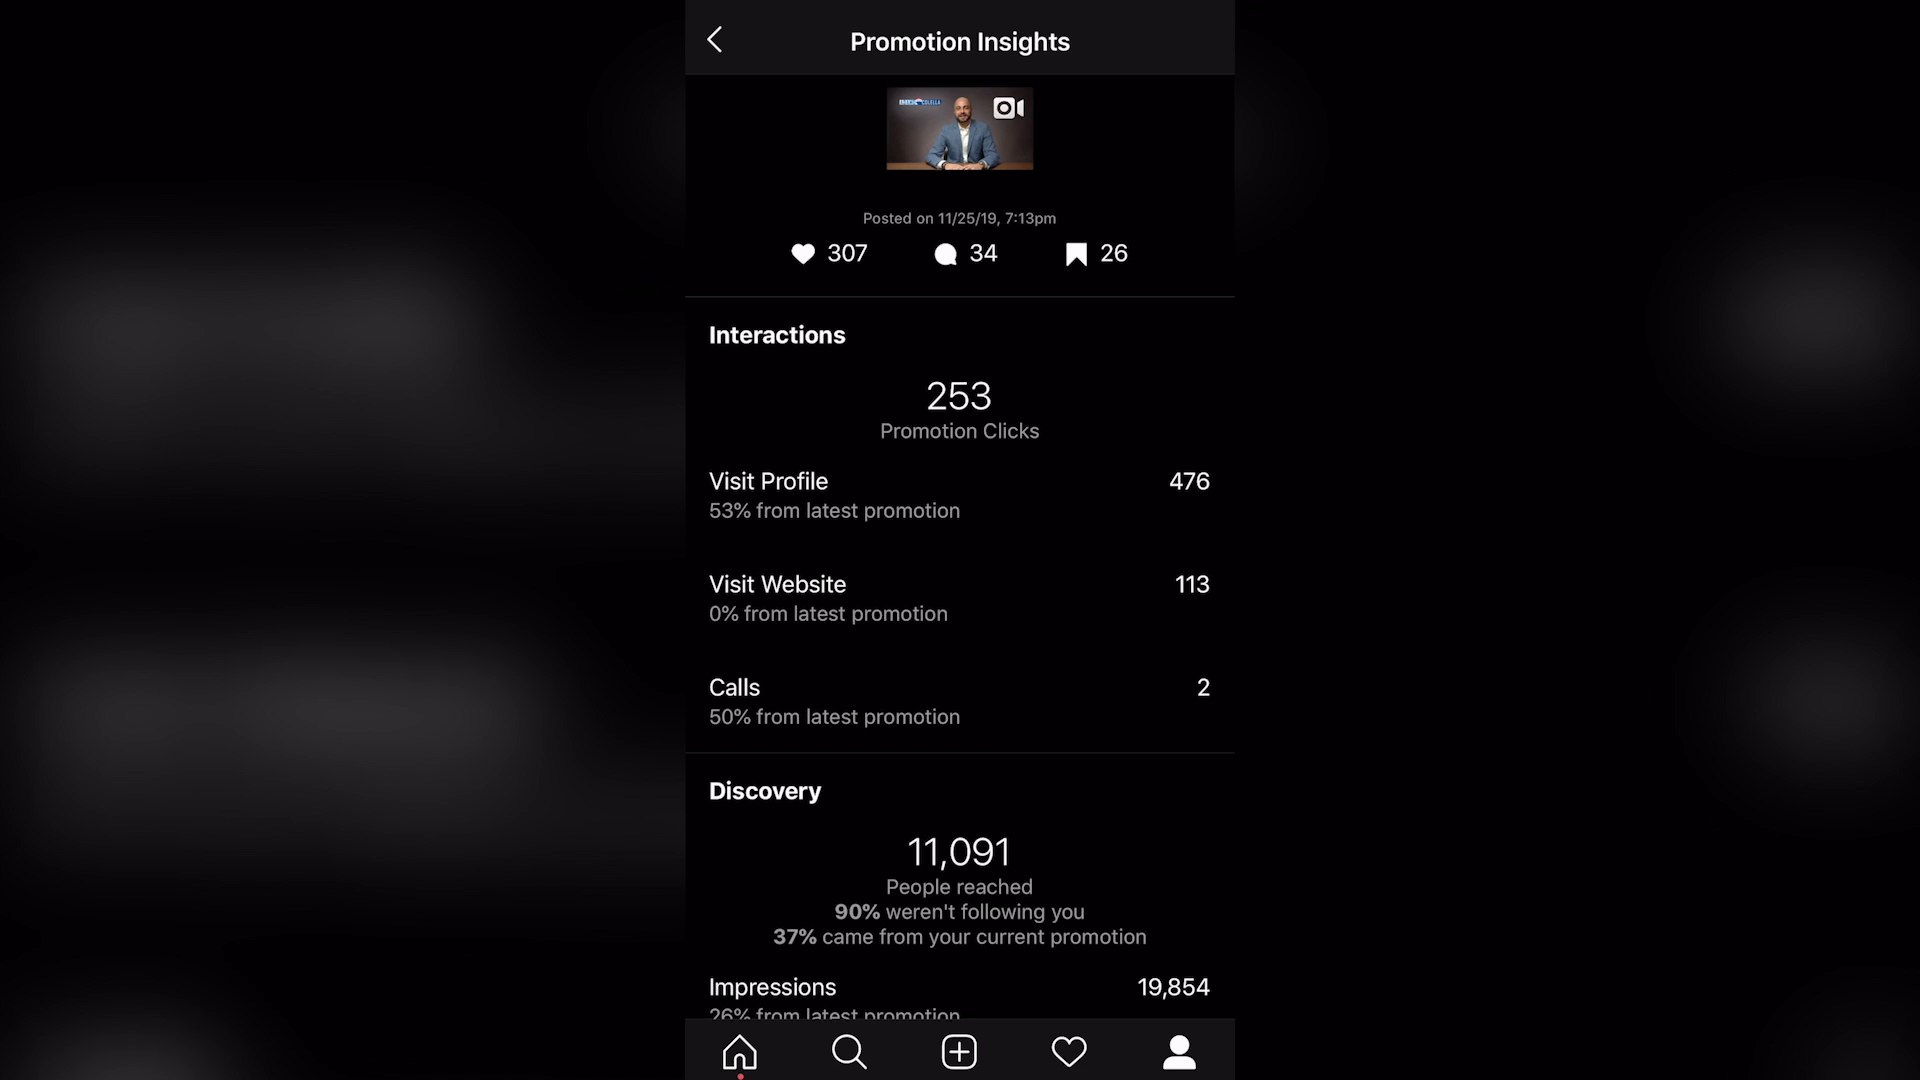 Promotion Insights
Posted on 11/25/19, 7:13pm
307 34 26
Interactions
253
Promotion Clicks
Visit Profile 476
53% from latest promotion
Visit Website 113
0% from latest promotion
Calls 2
50% from latest promotion
Discovery
11,091
People reached
90% weren't following you
37% came from your current promotion
Impressions 19,854
26% from latest promotion